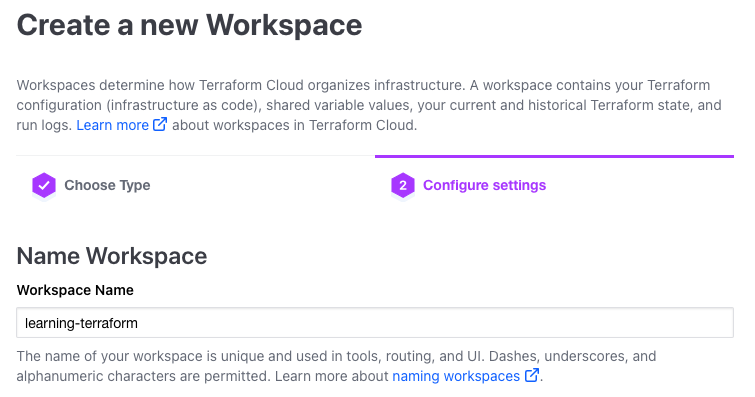 Create a new Workspace
Workspaces determine how Terraform Cloud organizes infrastructure. A workspace contains your Terraform
configuration (infrastructure as code), shared variable values, your current and historical Terraform state, and
run logs. Learn more about workspaces in Terraform Cloud.
Choose Type
2 Configure settings
Name Workspace
Workspace Name
learning-terraform
The name of your workspace is unique and used in tools, routing, and UI. Dashes, underscores, and
alphanumeric characters are permitted. Learn more about naming workspaces.